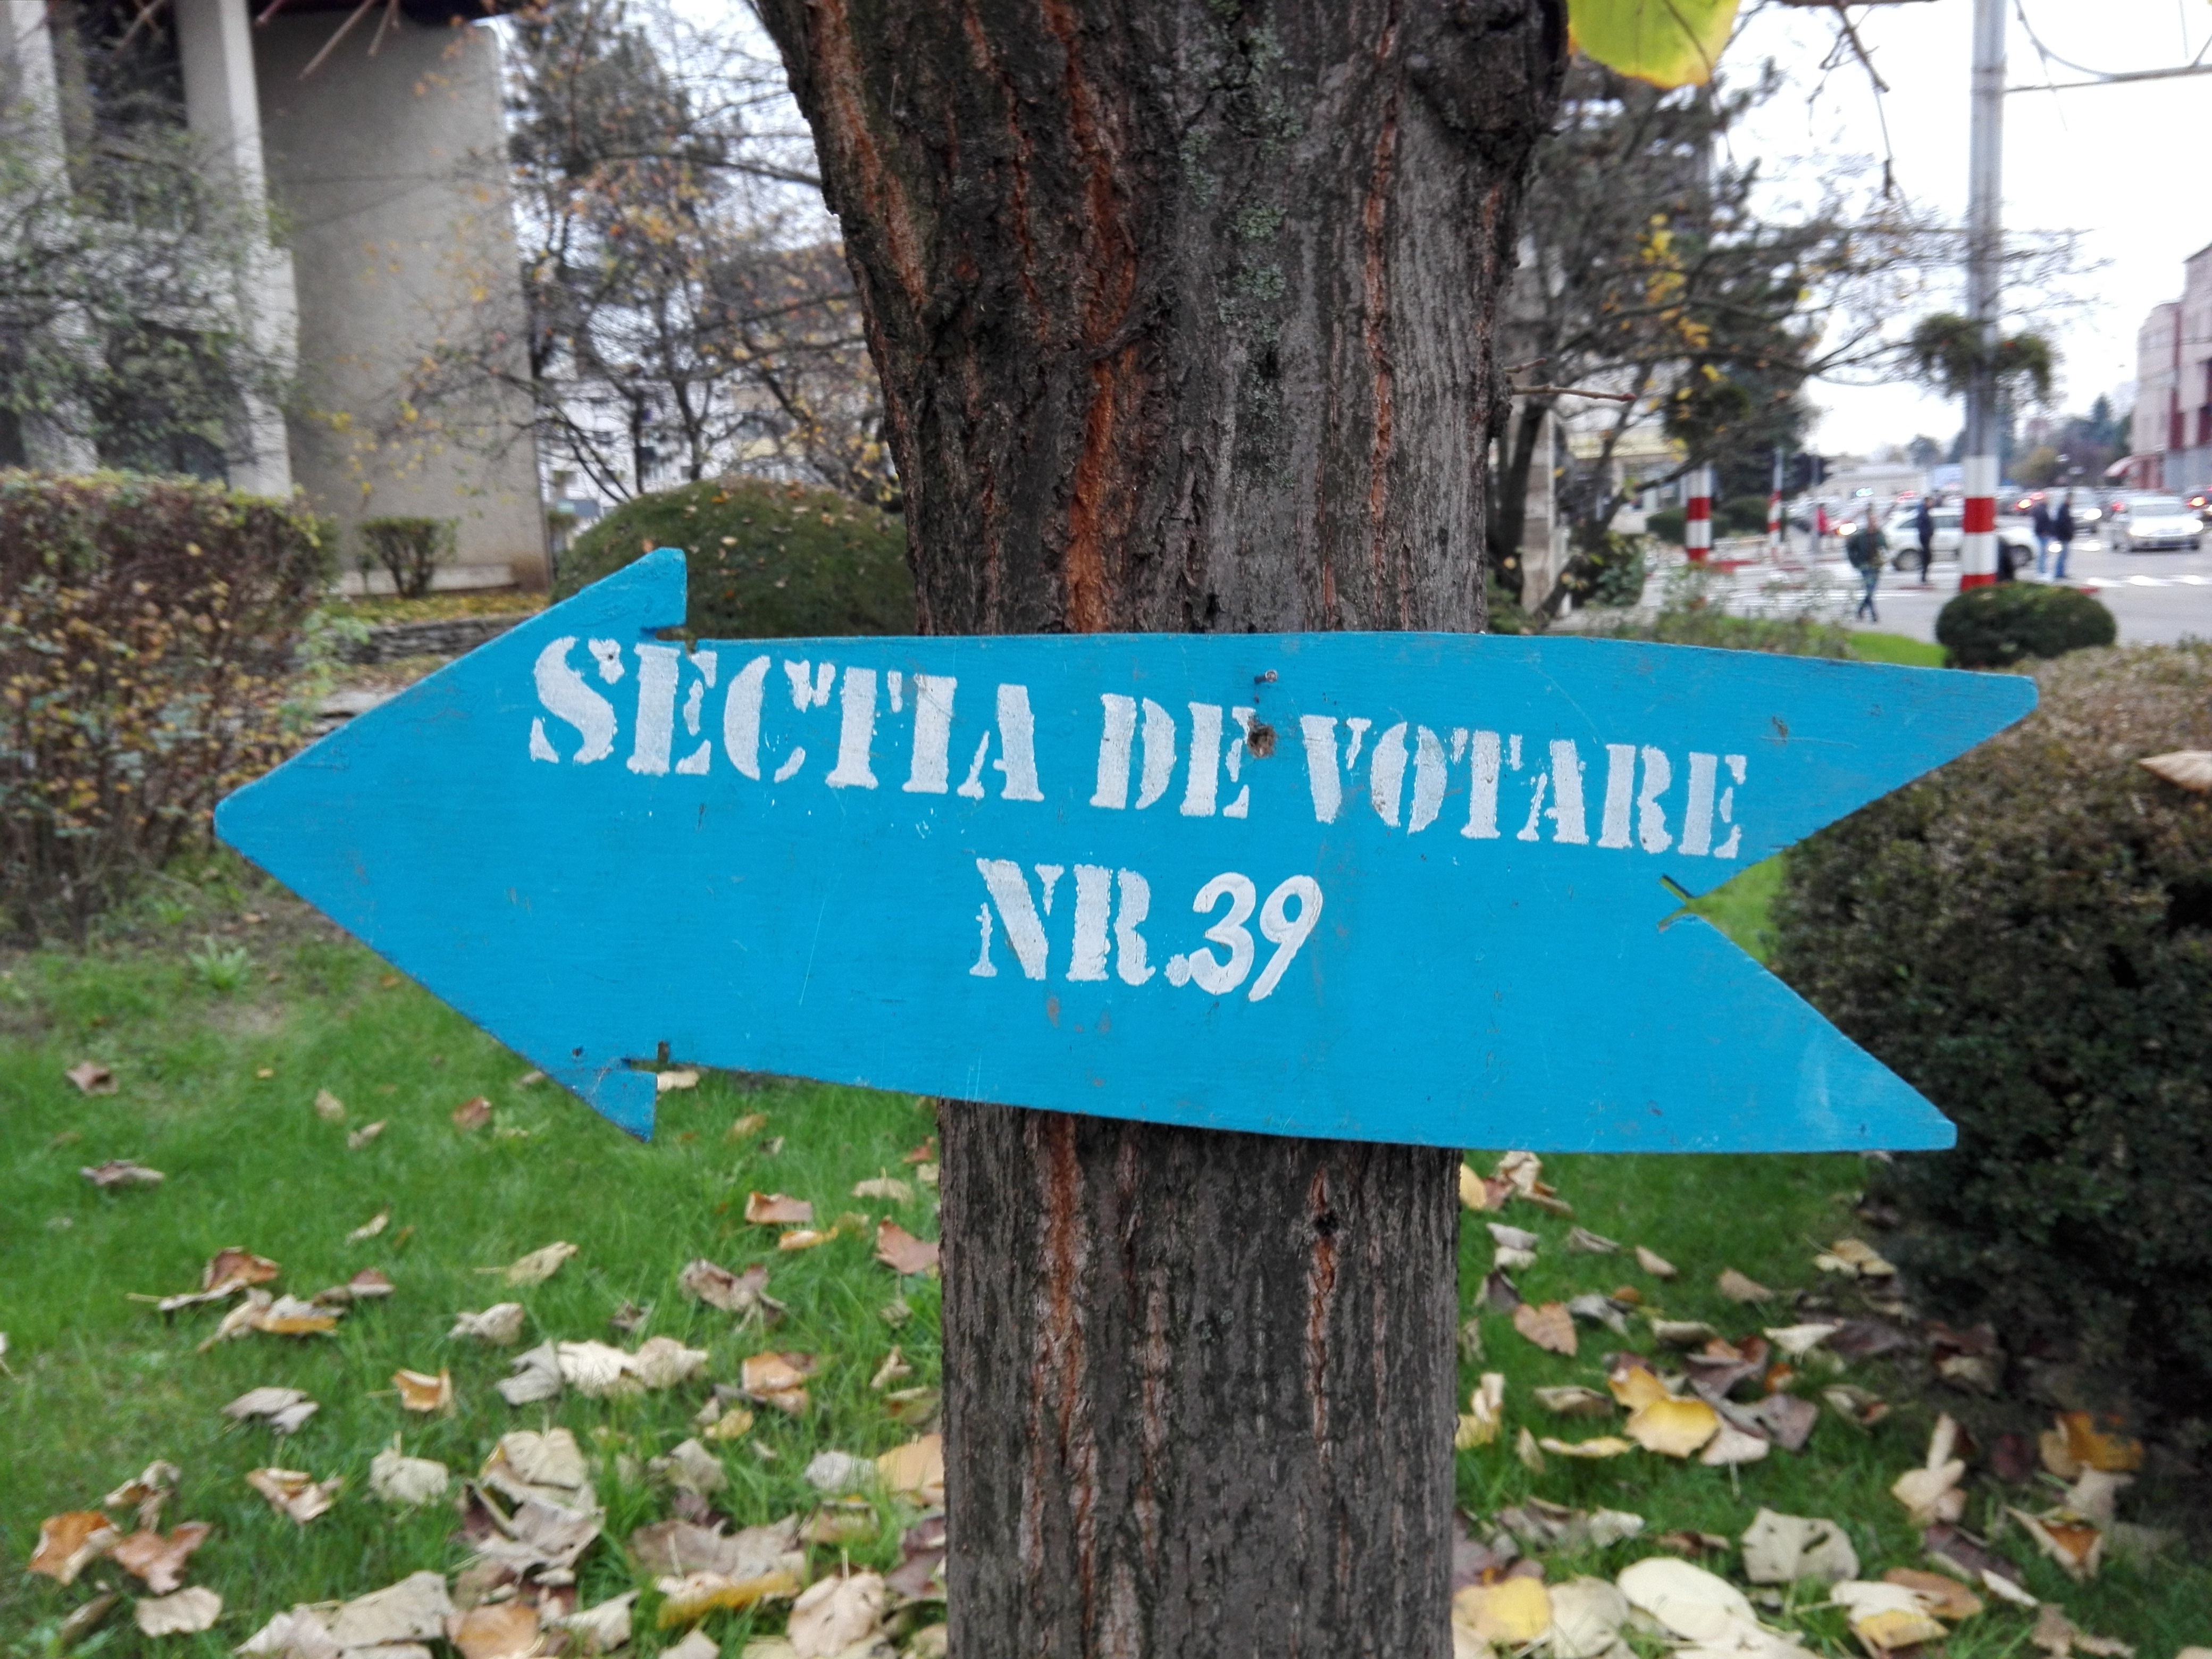 SECTIA DE VOTARE
NR.39